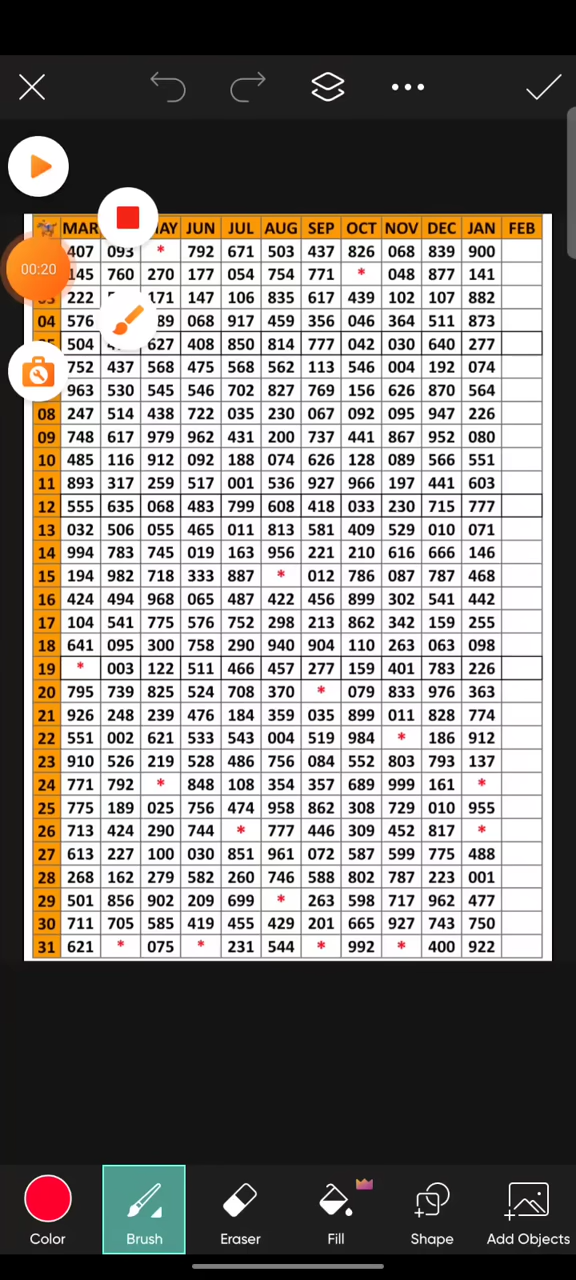 MAR JUN JUL AUG SEP OCT NOV DEC JAN FEB
407 093 * 792 671 503 437 826 068 839 900
00:20 145 760 270 177 054 754 771 * 048 877 141
222 171 147 106 835 617 439 102 107 882
04 576 068 917 459 356 046 364 511 873
504 627 408 850 814 777 042 030 640 277
752 437 568 475 568 562 113 546 004 192 074
963 530 545 546 702 827 769 156 626 870 564
08 247 514 438 722 035 230 067 092 095 947 226
09 748 617 979 962 431 200 737 441 867 952 080
10 485 116 912 092 188 074 626 128 089 566 551
11 893 317 259 517 001 536 927 966 197 441 603
12 555 635 068 483 799 608 418 033 230 715 777
13 032 506 055 465 011 813 581 409 529 010 071
14 994 783 745 019 163 956 221 210 616 666 146
15 194 982 718 333 887 * 012 786 087 787 468
16 424 494 968 065 487 422 456 899 302 541 442
17 104 541 775 576 752 298 213 862 342 159 255
18 641 095 300 758 290 940 904 110 263 063 098
19 * 003 122 511 466 457 277 159 401 783 226
20 795 739 825 524 708 370 * 079 833 976 363
21 926 248 239 476 184 359 035 899 011 828 774
22 551 002 621 533 543 004 519 984 * 186 912
23 910 526 219 528 486 756 084 552 803 793 137
24 771 792 * 848 108 354 357 689 999 161 *
25 775 189 025 756 474 958 862 308 729 010 955
26 713 424 290 744 * 777 446 309 452 817 *
27 613 227 100 030 851 961 072 587 599 775 488
28 268 162 279 582 260 746 588 802 787 223 001
29 501 856 902 209 699 * 263 598 717 962 477
30 711 705 585 419 455 429 201 665 927 743 750
31 621 * 075 * 231 544 * 992 * 400 922
Color Brush Eraser Fill Shape Add Objects